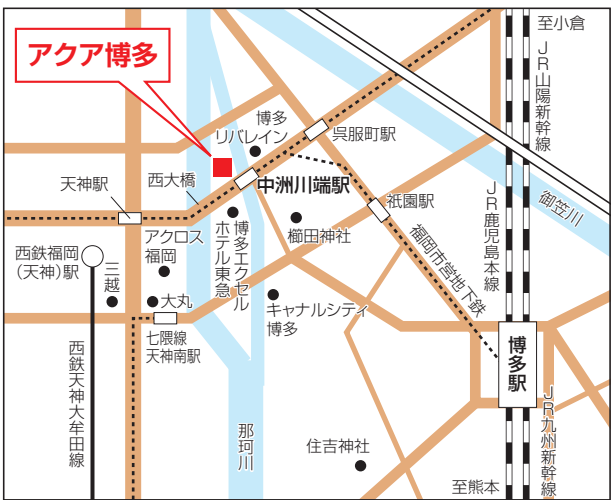 アクア博多
至小倉
JR山陽新幹線
博多
リバレイン
呉服町駅
天神駅
西大橋
中洲川端駅
祇園駅
JR鹿児島本線
御笠川
西鉄福岡
(天神)駅
三越
アクロス
福岡
大丸
博多エクセル
ホテル東急
櫛田神社
福岡市営地下鉄
キャナルシティ
博多
七隈線
天神南駅
博多駅
西鉄天神大牟田線
那珂川
住吉神社
JR九州新幹線
至熊本